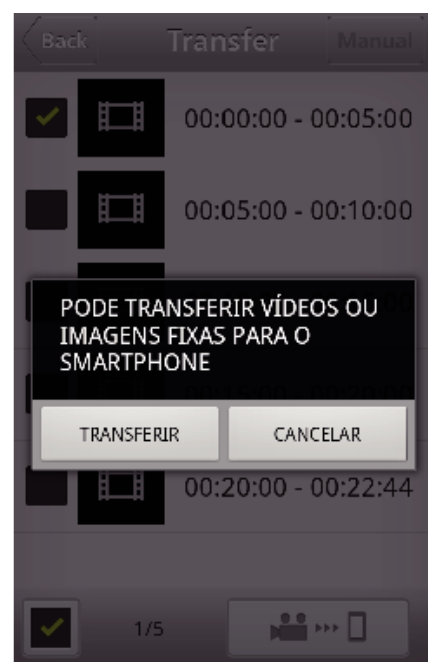 Back Transfer Manual
00:00:00 - 00:05:00
00:05:00 - 00:10:00
PODE TRANSFERIR VÍDEOS OU
IMAGENS FIXAS PARA O
SMARTPHONE
TRANSFERIR CANCELAR
00:20:00 - 00:22:44
1/5